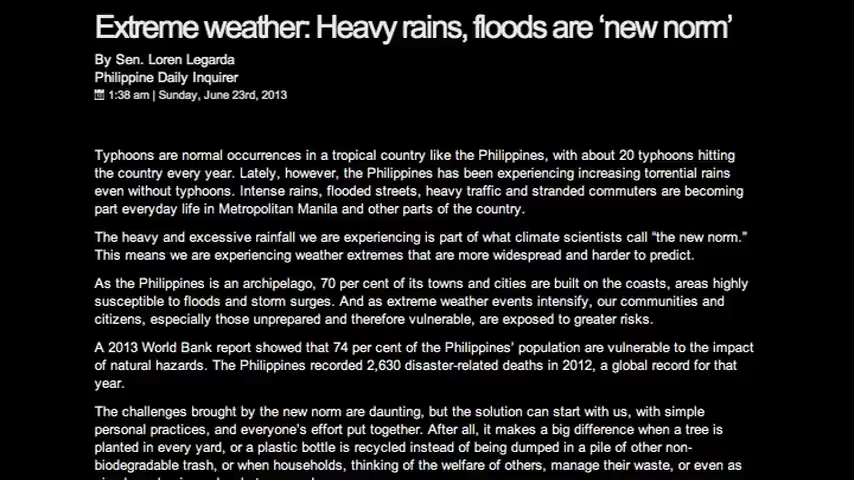 Extreme weather: Heavy rains, floods are ‘new norm’
By Sen. Loren Legarda
Philippine Daily Inquirer
1:38 am | Sunday, June 23rd, 2013
Typhoons are normal occurrences in a tropical country like the Philippines, with about 20 typhoons hitting
the country every year. Lately, however, the Philippines has been experiencing increasing torrential rains
even without typhoons. Intense rains, flooded streets, heavy traffic and stranded commuters are becoming
part everyday life in Metropolitan Manila and other parts of the country.
The heavy and excessive rainfall we are experiencing is part of what climate scientists call “the new norm.”
This means we are experiencing weather extremes that are more widespread and harder to predict.
As the Philippines is an archipelago, 70 per cent of its towns and cities are built on the coasts, areas highly
susceptible to floods and storm surges. And as extreme weather events intensify, our communities and
citizens, especially those unprepared and therefore vulnerable, are exposed to greater risks.
A 2013 World Bank report showed that 74 per cent of the Philippines’ population are vulnerable to the impact
of natural hazards. The Philippines recorded 2,630 disaster-related deaths in 2012, a global record for that
year.
The challenges brought by the new norm are daunting, but the solution can start with us, with simple
personal practices, and everyone’s effort put together. After all, it makes a big difference when a tree is
planted in every yard, or a plastic bottle is recycled instead of being dumped in a pile of other non-
biodegradable trash, or when households, thinking of the welfare of others, manage their waste, or even as